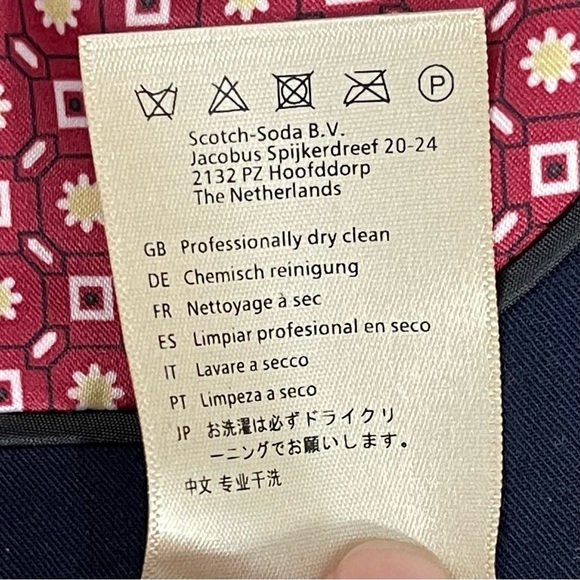 P
Scotch-Soda B.V.
Jacobus Spijkerdreef 20-24
2132 PZ Hoofddorp
The Netherlands
GB Professionally dry clean
DE Chemisch reinigung
FR Nettoyage à sec
ES Limpiar profesional en seco
IT Lavare a secco
PT Limpeza a seco
JP お洗濯は必ずドライクリ
ーニングでお願いします。
中文 专业干洗